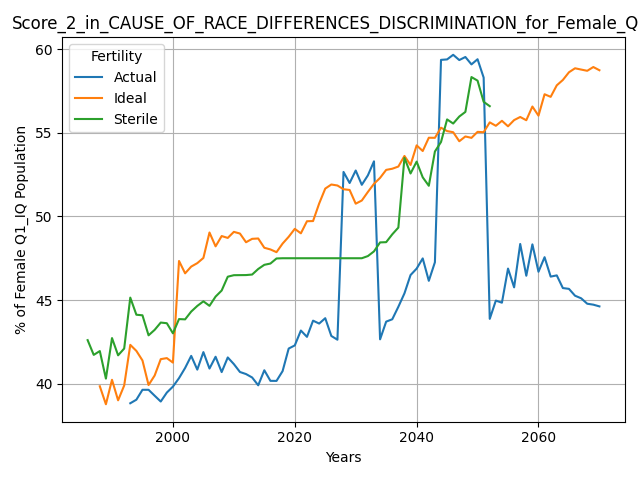 Score_2_in_CAUSE_OF_RACE_DIFFERENCES_DISCRIMINATION_for_Female_Q
Fertility
Actual
Ideal
Sterile
% of Female Q1_IQ Population
60
55
50
45
40
2000
2020
2040
2060
Years